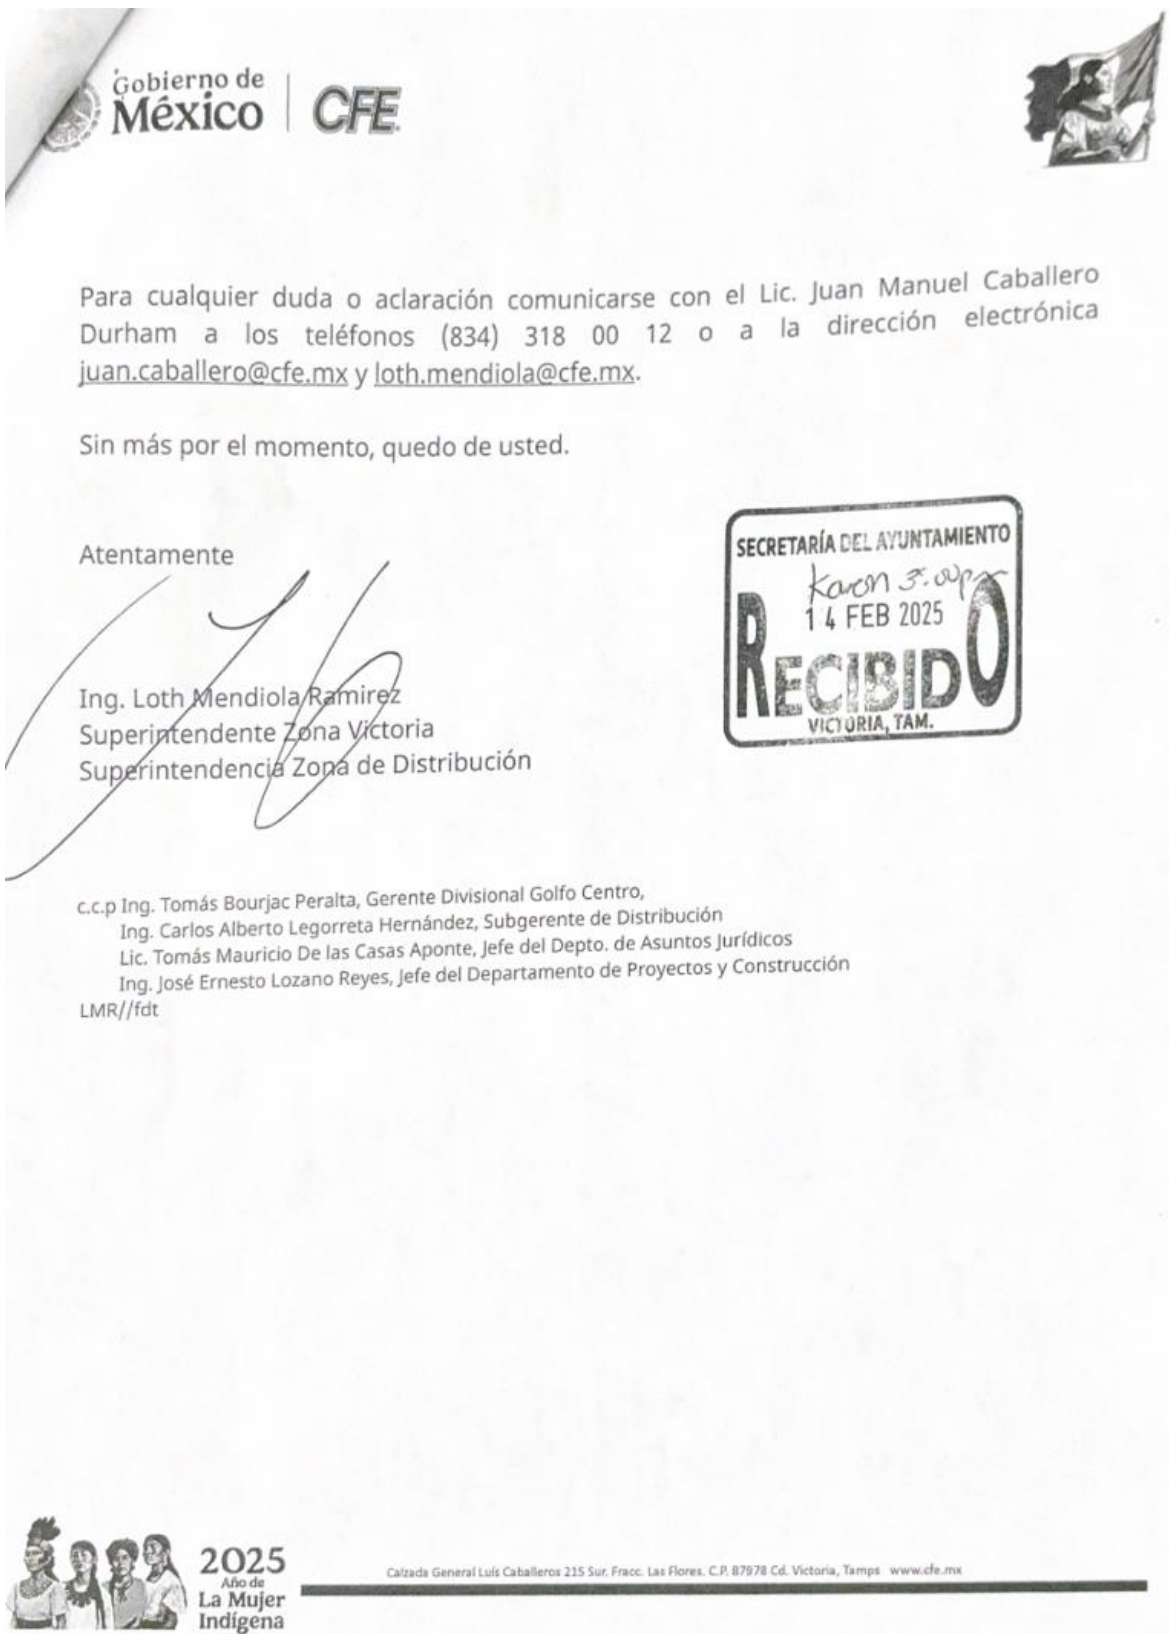 Gobierno de
México
CFE
Para cualquier duda o aclaración comunicarse con el Lic. Juan Manuel Caballero
Durham a los teléfonos (834) 318 00 12 o a la dirección electrónica
juan.caballero@cfe.mx y loth.mendiola@cfe.mx.
Sin más por el momento, quedo de usted.
Atentamente
SECRETARÍA DEL AYUNTAMIENTO
Karen 3:00pm
14 FEB 2025
RECIBIDO
VICTORIA, TAM.
Ing. Loth Mendiola Ramirez
Superintendente Zona Victoria
Superintendencia Zona de Distribución
c.c.p Ing. Tomás Bourjac Peralta, Gerente Divisional Golfo Centro,
Ing. Carlos Alberto Legorreta Hernández, Subgerente de Distribución
Lic. Tomás Mauricio De las Casas Aponte, Jefe del Depto. de Asuntos Jurídicos
Ing. José Ernesto Lozano Reyes, Jefe del Departamento de Proyectos y Construcción
LMR//fdt
2025
Año de
La Mujer
Indígena
Calzada General Luis Caballeros 215 Sur. Fracc. Las Flores. C.P. 87978 Cd. Victoria, Tamps www.cfe.mx